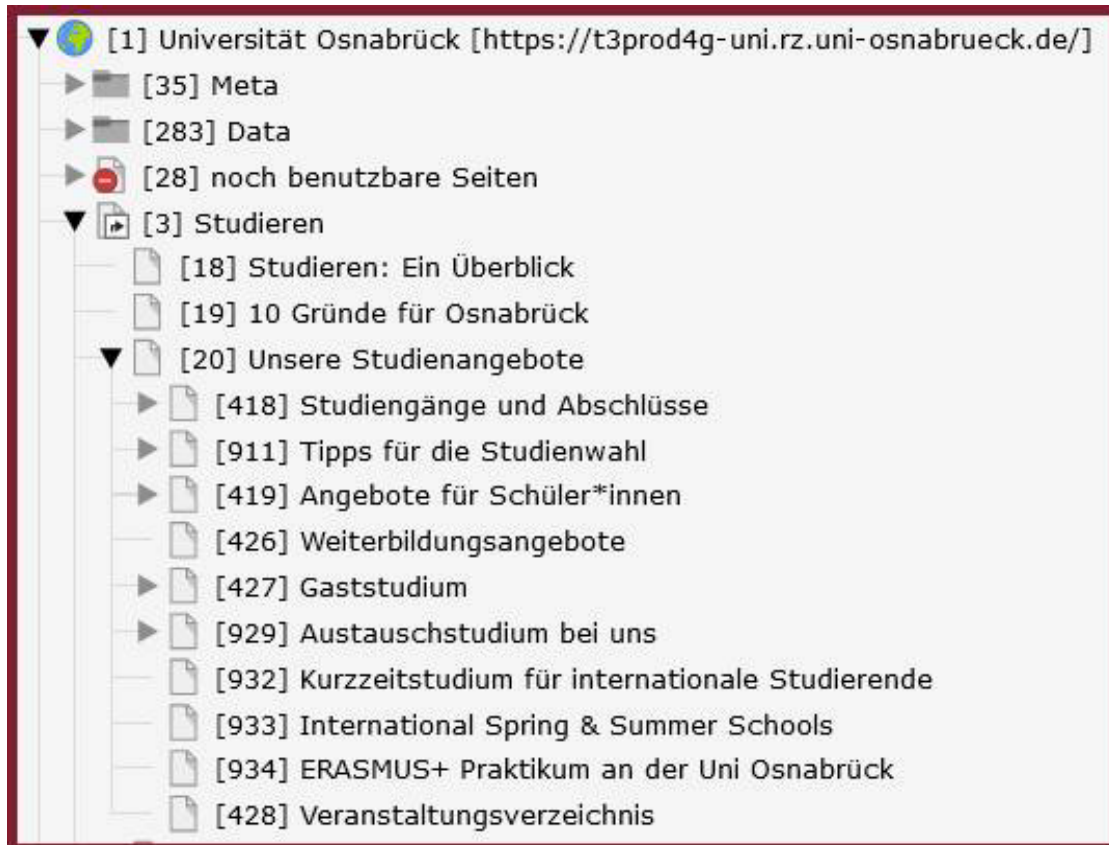 [1] Universität Osnabrück [https://t3prod4g-uni.rz.uni-osnabrueck.de/]
[35] Meta
[283] Data
[28] noch benutzbare Seiten
[3] Studieren
[18] Studieren: Ein Überblick
[19] 10 Gründe für Osnabrück
[20] Unsere Studienangebote
[418] Studiengänge und Abschlüsse
[911] Tipps für die Studienwahl
[419] Angebote für Schüler*innen
[426] Weiterbildungsangebote
[427] Gaststudium
[929] Austauschstudium bei uns
[932] Kurzzeitstudium für internationale Studierende
[933] International Spring & Summer Schools
[934] ERASMUS+ Praktikum an der Uni Osnabrück
[428] Veranstaltungsverzeichnis